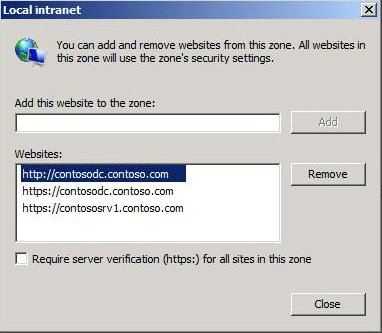 Local intranet
You can add and remove websites from this zone. All websites in
this zone will use the zone's security settings.
Add this website to the zone:
Add
Websites:
http://contosodc.contoso.com
https://contosodc.contoso.com
https://contososrv1.contoso.com
Remove
Require server verification (https:) for all sites in this zone
Close